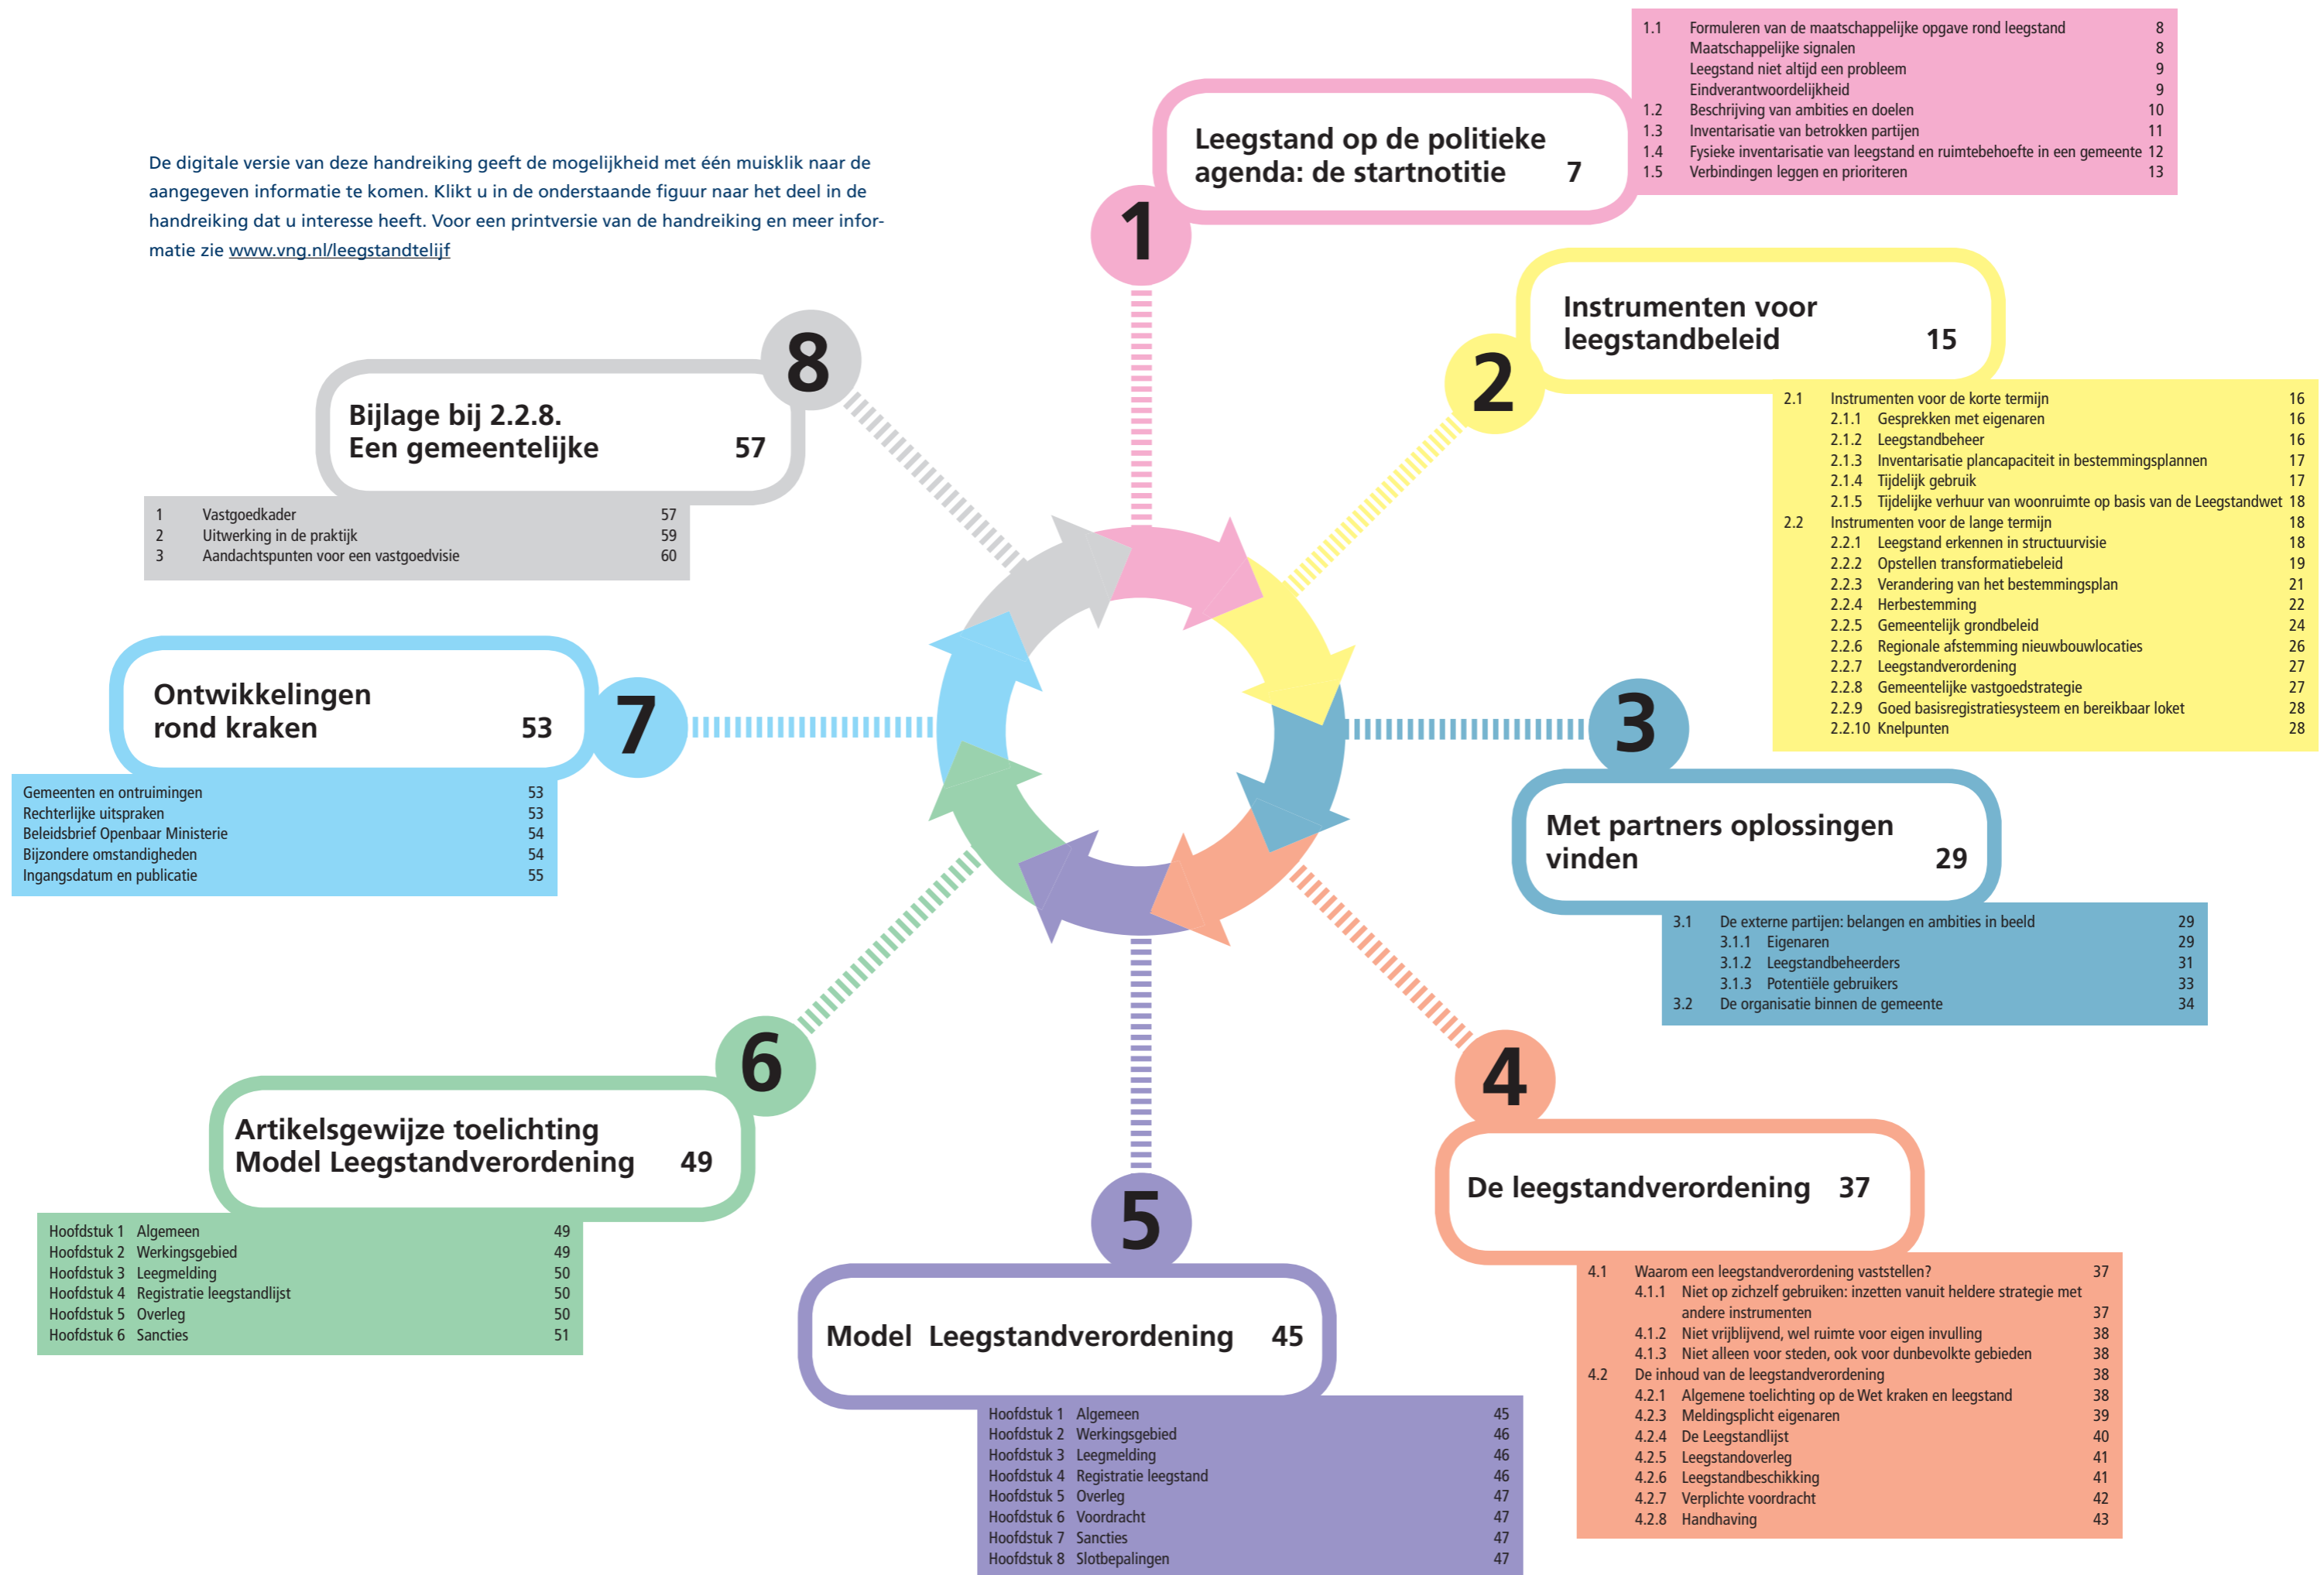 De digitale versie van deze handreiking geeft de mogelijkheid met één muisklik naar de
aangegeven informatie te komen. Klikt u in de onderstaande figuur naar het deel in de
handreiking dat u interesse heeft. Voor een printversie van de handreiking en meer infor-
matie zie www.vng.nl/leegstandtelijf
1
Leegstand op de politieke
agenda: de startnotitie 7
1.1 Formuleren van de maatschappelijke opgave rond leegstand 8
Maatschappelijke signalen 8
Leegstand niet altijd een probleem 9
Eindverantwoordelijkheid 9
1.2 Beschrijving van ambities en doelen 10
1.3 Inventarisatie van betrokken partijen 11
1.4 Fysieke inventarisatie van leegstand en ruimtebehoefte in een gemeente 12
1.5 Verbindingen leggen en prioriteren 13
2
Instrumenten voor
leegstandbeleid 15
2.1 Instrumenten voor de korte termijn 16
2.1.1 Gesprekken met eigenaren 16
2.1.2 Leegstandbeheer 16
2.1.3 Inventarisatie plancapaciteit in bestemmingsplannen 17
2.1.4 Tijdelijk gebruik 17
2.1.5 Tijdelijke verhuur van woonruimte op basis van de Leegstandwet 18
2.2 Instrumenten voor de lange termijn 18
2.2.1 Leegstand erkennen in structuurvisie 18
2.2.2 Opstellen transformatiebeleid 19
2.2.3 Verandering van het bestemmingsplan 21
2.2.4 Herbestemming 22
2.2.5 Gemeentelijk grondbeleid 24
2.2.6 Regionale afstemming nieuwbouwlocaties 26
2.2.7 Leegstandverordening 27
2.2.8 Gemeentelijke vastgoedstrategie 27
2.2.9 Goed basisregistratiesysteem en bereikbaar loket 28
2.2.10 Knelpunten 28
3
Met partners oplossingen
vinden 29
3.1 De externe partijen: belangen en ambities in beeld 29
3.1.1 Eigenaren 29
3.1.2 Leegstandbeheerders 31
3.1.3 Potentiële gebruikers 33
3.2 De organisatie binnen de gemeente 34
4
De leegstandverordening 37
4.1 Waarom een leegstandverordening vaststellen? 37
4.1.1 Niet op zichzelf gebruiken: inzetten vanuit heldere strategie met
andere instrumenten 37
4.1.2 Niet vrijblijvend, wel ruimte voor eigen invulling 38
4.1.3 Niet alleen voor steden, ook voor dunbevolkte gebieden 38
4.2 De inhoud van de leegstandverordening 38
4.2.1 Algemene toelichting op de Wet kraken en leegstand 38
4.2.3 Meldingsplicht eigenaren 39
4.2.4 De Leegstandlijst 40
4.2.5 Leegstandoverleg 41
4.2.6 Leegstandbeschikking 41
4.2.7 Verplichte voordracht 42
4.2.8 Handhaving 43
5
Model Leegstandverordening 45
Hoofdstuk 1 Algemeen 45
Hoofdstuk 2 Werkingsgebied 46
Hoofdstuk 3 Leegmelding 46
Hoofdstuk 4 Registratie leegstand 46
Hoofdstuk 5 Overleg 47
Hoofdstuk 6 Voordracht 47
Hoofdstuk 7 Sancties 47
Hoofdstuk 8 Slotbepalingen 47
6
Artikelsgewijze toelichting
Model Leegstandverordening 49
Hoofdstuk 1 Algemeen 49
Hoofdstuk 2 Werkingsgebied 49
Hoofdstuk 3 Leegmelding 50
Hoofdstuk 4 Registratie leegstandlijst 50
Hoofdstuk 5 Overleg 50
Hoofdstuk 6 Sancties 51
7
Ontwikkelingen
rond kraken 53
Gemeenten en ontruimingen 53
Rechterlijke uitspraken 53
Beleidsbrief Openbaar Ministerie 54
Bijzondere omstandigheden 54
Ingangsdatum en publicatie 55
8
Bijlage bij 2.2.8.
Een gemeentelijke 57
1 Vastgoedkader 57
2 Uitwerking in de praktijk 59
3 Aandachtspunten voor een vastgoedvisie 60